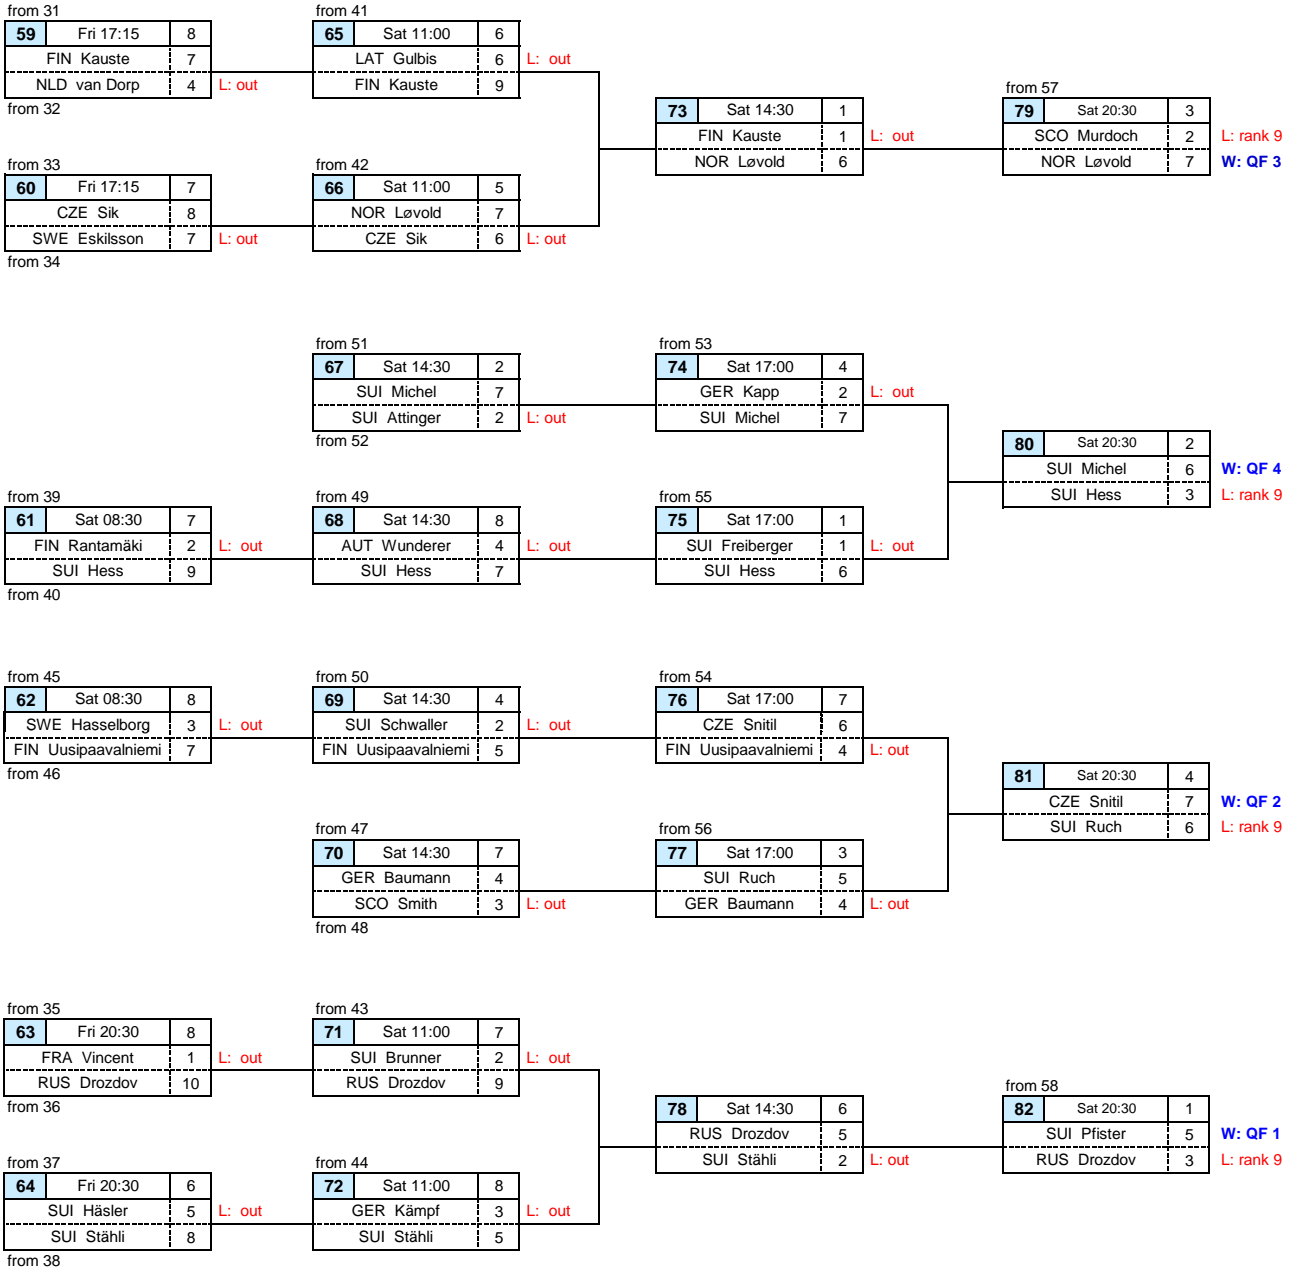 from 31
from 41
59 Fri 17:15 8
65 Sat 11:00 6
FIN Kauste 7
LAT Gulbis 6 L: out
NLD van Dorp 4 L: out
FIN Kauste 9
from 32
from 57
73 Sat 14:30 1
79 Sat 20:30 3
FIN Kauste 1 L: out
SCO Murdoch 2 L: rank 9
NOR Løvold 6
NOR Løvold 7 W: QF 3
from 33
from 42
60 Fri 17:15 7
66 Sat 11:00 5
CZE Sik 8
NOR Løvold 7
SWE Eskilsson 7 L: out
CZE Sik 6 L: out
from 34
from 51
from 53
67 Sat 14:30 2
74 Sat 17:00 4
SUI Michel 7
GER Kapp 2 L: out
SUI Attinger 2 L: out
SUI Michel 7
from 52
80 Sat 20:30 2
SUI Michel 6 W: QF 4
SUI Hess 3 L: rank 9
from 39
from 49
from 55
61 Sat 08:30 7
68 Sat 14:30 8
75 Sat 17:00 1
FIN Rantamäki 2 L: out
AUT Wunderer 4 L: out
SUI Freiberger 1 L: out
SUI Hess 9
SUI Hess 7
SUI Hess 6
from 40
from 45
from 50
from 54
62 Sat 08:30 8
69 Sat 14:30 4
76 Sat 17:00 7
SWE Hasselborg 3 L: out
SUI Schwaller 2 L: out
CZE Snitil 6
FIN Uusipaavalniemi 7
FIN Uusipaavalniemi 5
FIN Uusipaavalniemi 4 L: out
from 46
81 Sat 20:30 4
CZE Snitil 7 W: QF 2
SUI Ruch 6 L: rank 9
from 47
from 56
70 Sat 14:30 7
77 Sat 17:00 3
GER Baumann 4
SUI Ruch 5
SCO Smith 3 L: out
GER Baumann 4 L: out
from 48
from 35
from 43
63 Fri 20:30 8
71 Sat 11:00 7
FRA Vincent 1 L: out
SUI Brunner 2 L: out
RUS Drozdov 10
RUS Drozdov 9
from 36
from 58
78 Sat 14:30 6
82 Sat 20:30 1
RUS Drozdov 5
SUI Pfister 5 W: QF 1
SUI Stähli 2 L: out
RUS Drozdov 3 L: rank 9
from 37
from 44
64 Fri 20:30 6
72 Sat 11:00 8
SUI Häsler 5 L: out
GER Kämpf 3 L: out
SUI Stähli 8
SUI Stähli 5
from 38